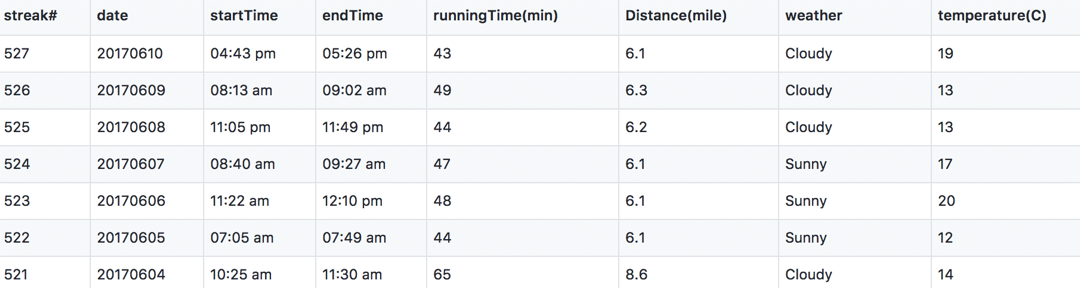 streak# date startTime endTime runningTime(min) Distance(mile) weather temperature(C)
527 20170610 04:43 pm 05:26 pm 43 6.1 Cloudy 19
526 20170609 08:13 am 09:02 am 49 6.3 Cloudy 13
525 20170608 11:05 pm 11:49 pm 44 6.2 Cloudy 13
524 20170607 08:40 am 09:27 am 47 6.1 Sunny 17
523 20170606 11:22 am 12:10 pm 48 6.1 Sunny 20
522 20170605 07:05 am 07:49 am 44 6.1 Sunny 12
521 20170604 10:25 am 11:30 am 65 8.6 Cloudy 14